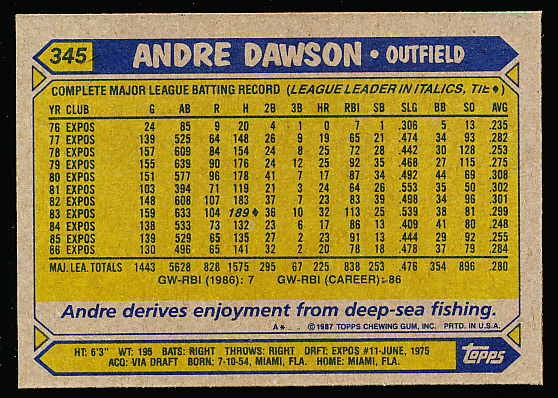 345 ANDRE DAWSON • OUTFIELD
COMPLETE MAJOR LEAGUE BATTING RECORD (LEAGUE LEADER IN ITALICS, TIE♦)
YR CLUB G AB R H 2B 3B HR RBI SB SLG BB SO AVG
76 EXPOS 24 85 9 20 4 1 0 7 1 .306 5 13 .235
77 EXPOS 139 525 64 148 26 9 19 65 21 .474 34 93 .282
78 EXPOS 157 609 84 154 24 8 25 72 28 .442 30 128 .253
79 EXPOS 155 639 90 176 24 12 25 92 35 .468 27 115 .275
80 EXPOS 151 577 96 178 41 7 17 87 34 .492 44 69 .308
81 EXPOS 103 394 71 119 21 3 24 64 26 .553 35 50 .302
82 EXPOS 148 608 107 183 37 7 23 83 39 .498 34 96 .301
83 EXPOS 159 633 104 189♦ 36 10 32 113 25 .539 38 81 .299
84 EXPOS 138 533 73 132 23 6 17 86 13 .409 41 80 .248
85 EXPOS 139 529 65 135 27 2 23 91 13 .444 29 92 .255
86 EXPOS 130 496 65 141 32 2 20 78 18 .478 37 79 .284
MAJ. LEA. TOTALS 1443 5628 828 1575 295 67 225 838 253 .476 354 896 .280
GW-RBI (1986): 7 GW-RBI (CAREER): 86
Andre derives enjoyment from deep-sea fishing.
A* ©1987 TOPPS CHEWING GUM, INC. PRTD. IN U.S.A.
HT: 6'3" WT: 195 BATS: RIGHT THROWS: RIGHT DRFT: EXPOS #11-JUNE, 1975
ACQ: VIA DRAFT BORN: 7-10-54, MIAMI, FLA. HOME: MIAMI, FLA.
topps